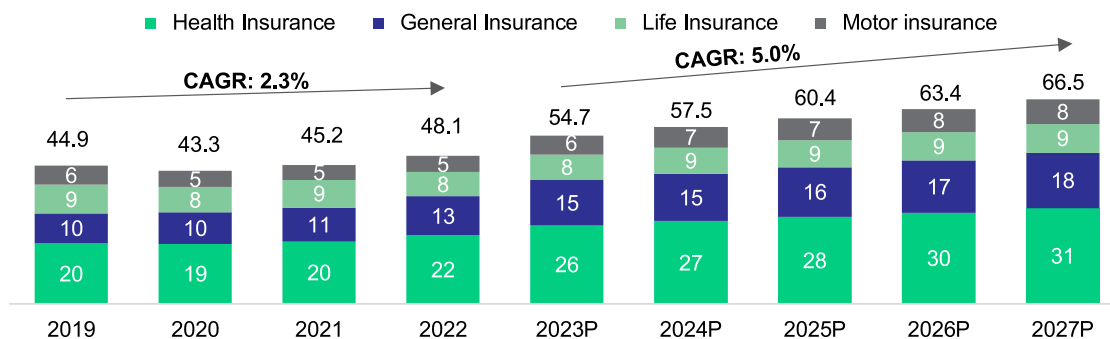 Health Insurance General Insurance Life Insurance Motor insurance
CAGR: 2.3%
CAGR: 5.0%
44.9 43.3 45.2 48.1 54.7 57.5 60.4 63.4 66.5
6 5 5 5 6 7 7 8 8
9 8 9 8 8 9 9 9 9
10 10 11 13 15 15 16 17 18
20 19 20 22 26 27 28 30 31
2019 2020 2021 2022 2023P 2024P 2025P 2026P 2027P